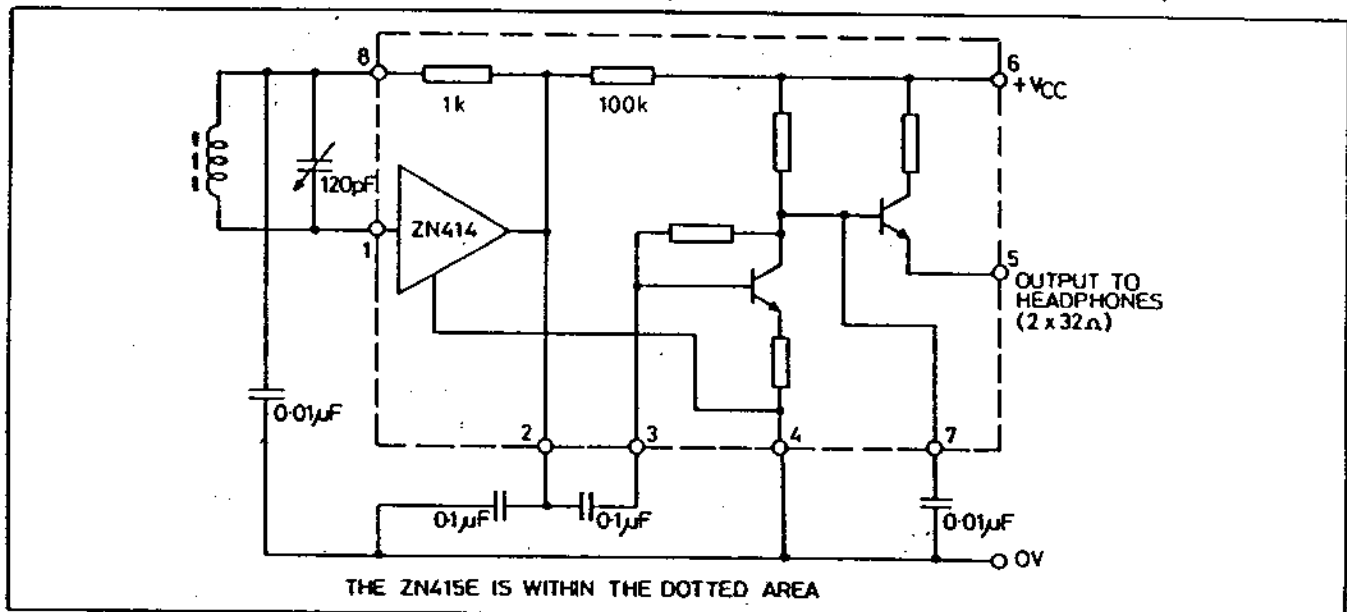 8
6
+VCC
1k
100k
120pF
ZN414
1
5
OUTPUT TO
HEADPHONES
(2 x 32Ω)
0·01µF
2
3
4
7
0·1µF
0·1µF
0·01µF
0V
THE ZN415E IS WITHIN THE DOTTED AREA